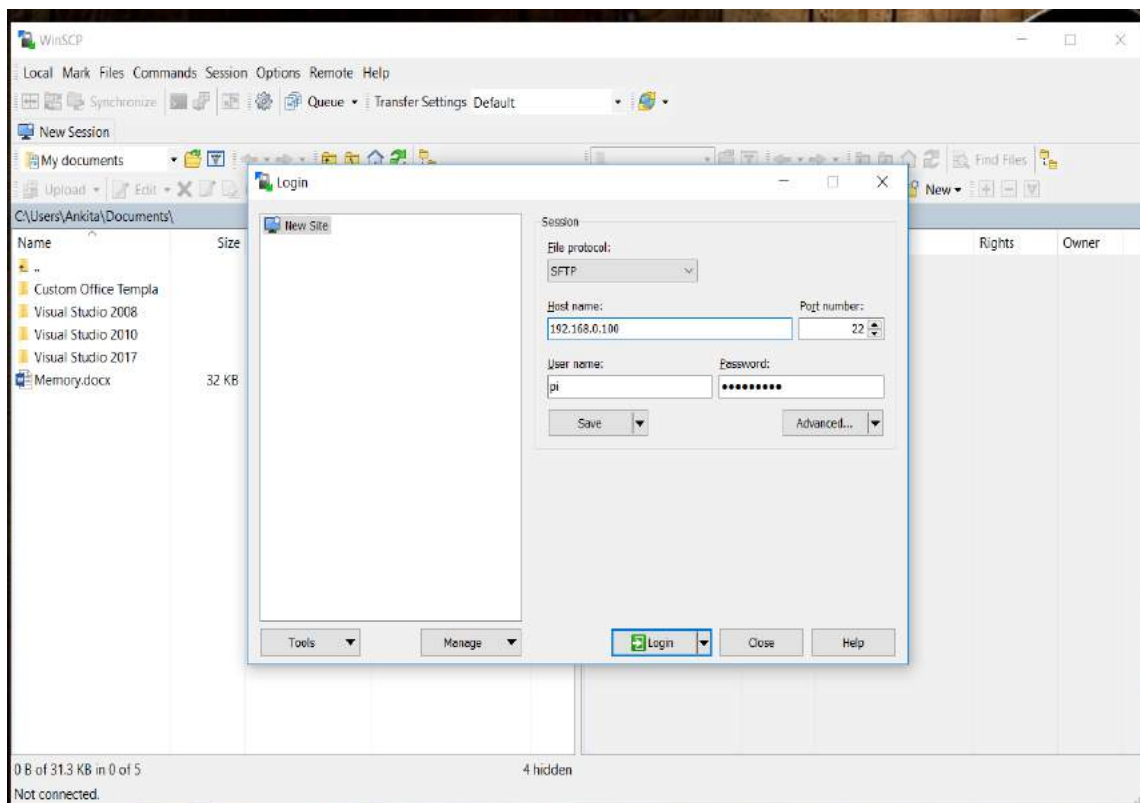 WinSCP
Local Mark Files Commands Session Options Remote Help
Synchronize Queue Transfer Settings Default
New Session
My documents Find Files
Upload Edit New
C:\Users\Ankita\Documents\
Name Size Rights Owner
..
Custom Office Templa
Visual Studio 2008
Visual Studio 2010
Visual Studio 2017
Memory.docx 32 KB
Login
New Site
Session
File protocol:
SFTP
Host name: Port number:
192.168.0.100 22
User name: Password:
pi •••••••••
Save Advanced...
Tools Manage Login Close Help
0 B of 31.3 KB in 0 of 5 4 hidden
Not connected.